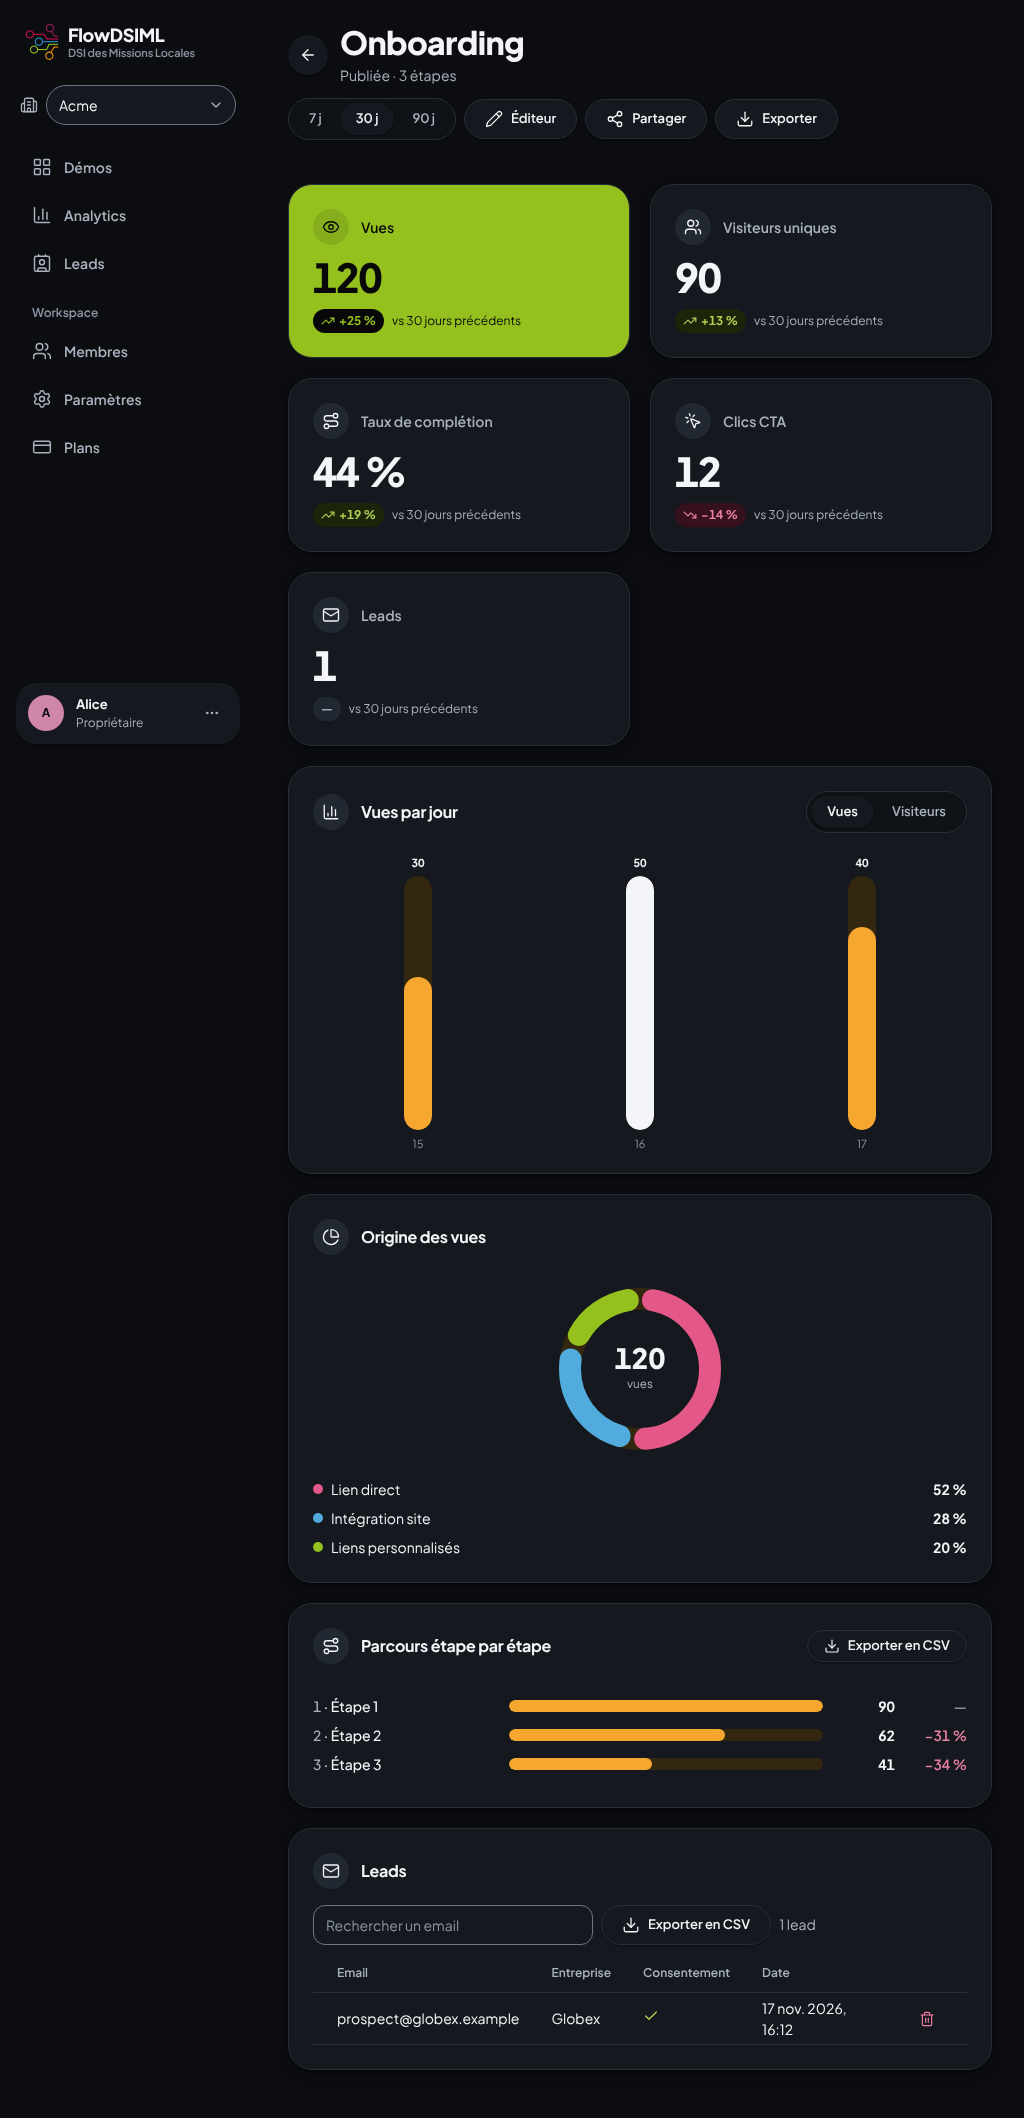 FlowDSIML
DSI des Missions Locales
Acme
Démos
Analytics
Leads
Workspace
Membres
Paramètres
Plans
A
Alice
Propriétaire
Onboarding
Publiée · 3 étapes
7 j
30 j
90 j
Éditeur
Partager
Exporter
Vues
120
+25 % vs 30 jours précédents
Visiteurs uniques
90
+13 % vs 30 jours précédents
Taux de complétion
44 %
+19 % vs 30 jours précédents
Clics CTA
12
−14 % vs 30 jours précédents
Leads
1
— vs 30 jours précédents
Vues par jour
Vues
Visiteurs
30
50
40
15
16
17
Origine des vues
120
vues
Lien direct 52 %
Intégration site 28 %
Liens personnalisés 20 %
Parcours étape par étape
Exporter en CSV
1 · Étape 1 90 —
2 · Étape 2 62 −31 %
3 · Étape 3 41 −34 %
Leads
Rechercher un email
Exporter en CSV
1 lead
Email Entreprise Consentement Date
prospect@globex.example Globex 17 nov. 2026,
16:12